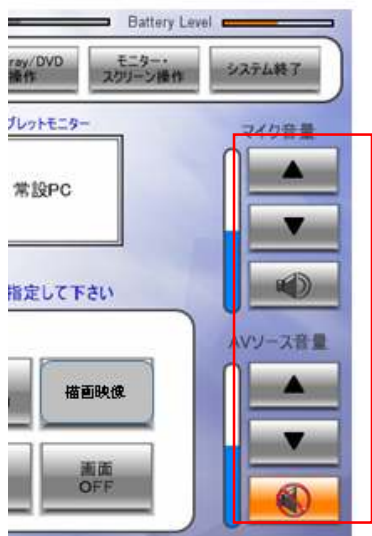 Battery Level
ray/DVD
操作
モニター・
スクリーン操作
システム終了
ブレットモニター
マイク音量
常設PC
指定して下さい
AVソース音量
描画映像
画面
OFF